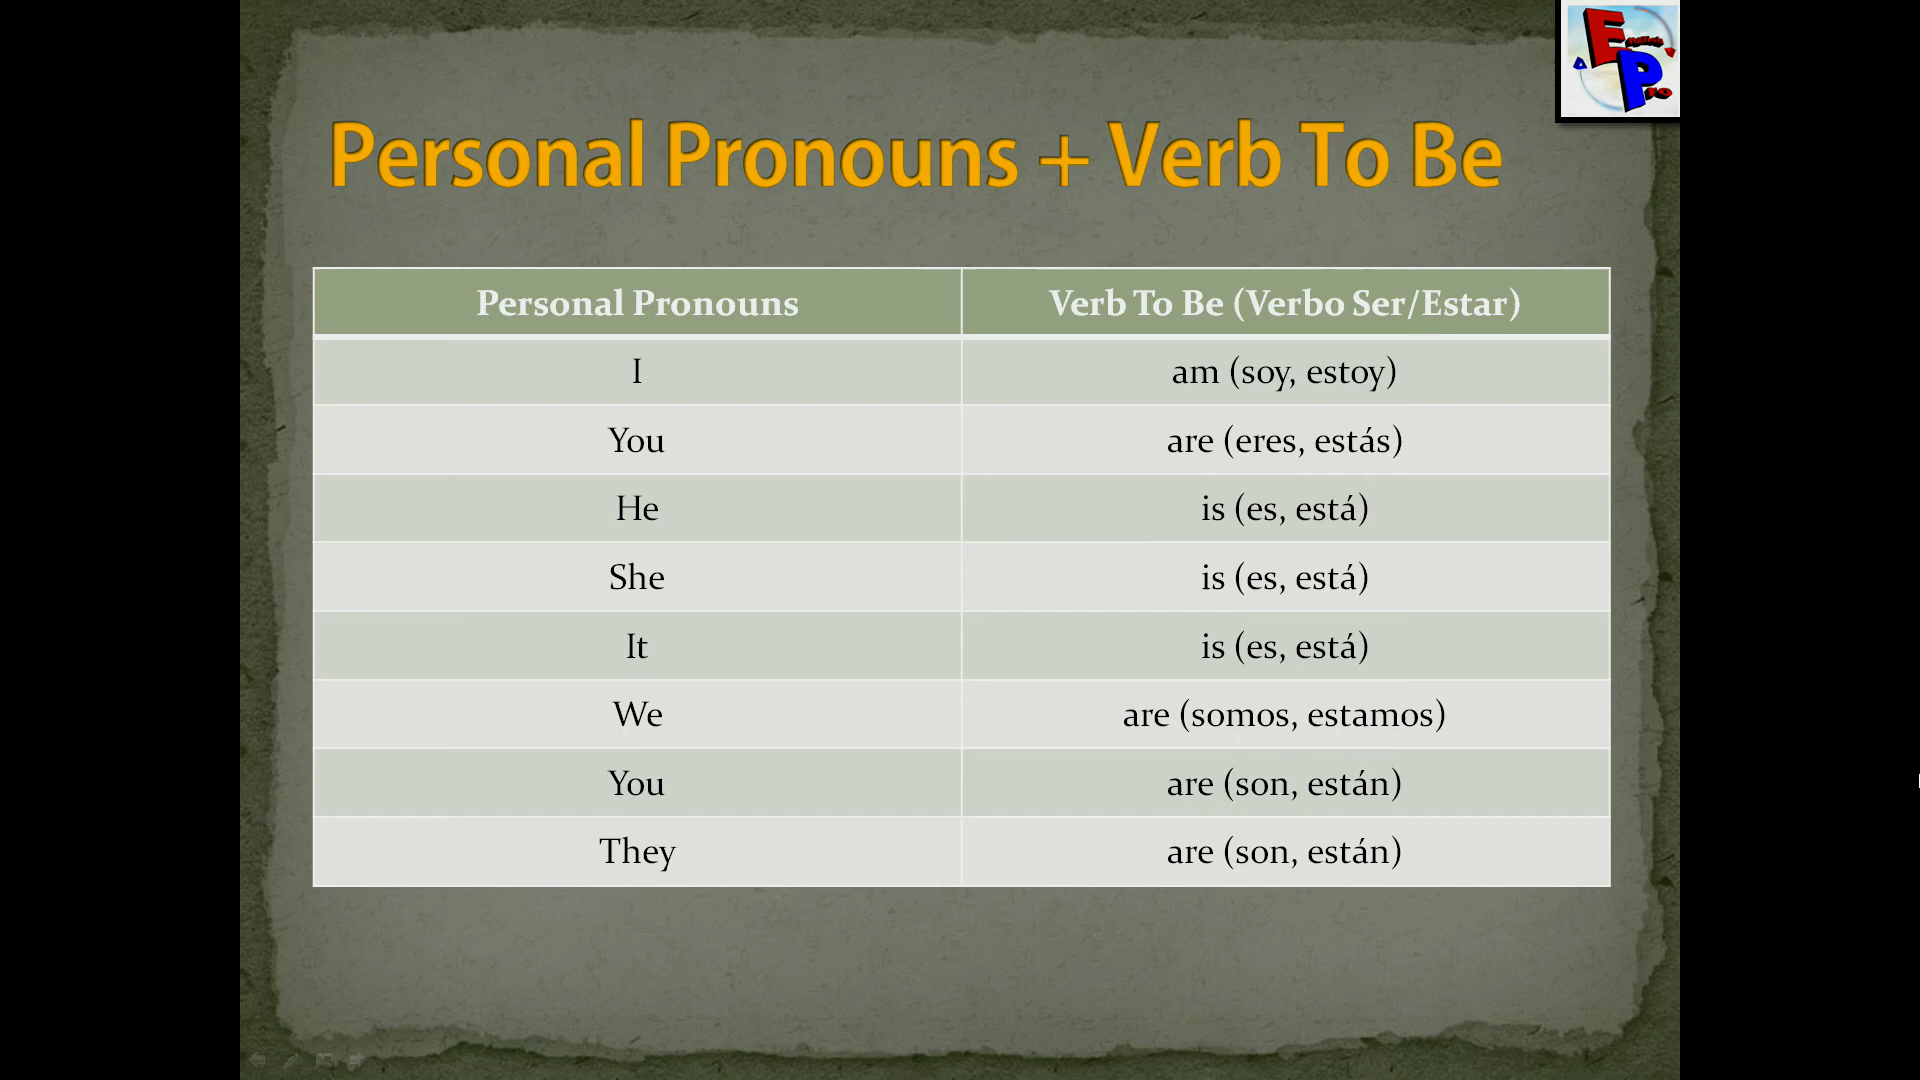 Personal Pronouns + Verb To Be
Personal Pronouns Verb To Be (Verbo Ser/Estar)
I am (soy, estoy)
You are (eres, estás)
He is (es, está)
She is (es, está)
It is (es, está)
We are (somos, estamos)
You are (son, están)
They are (son, están)